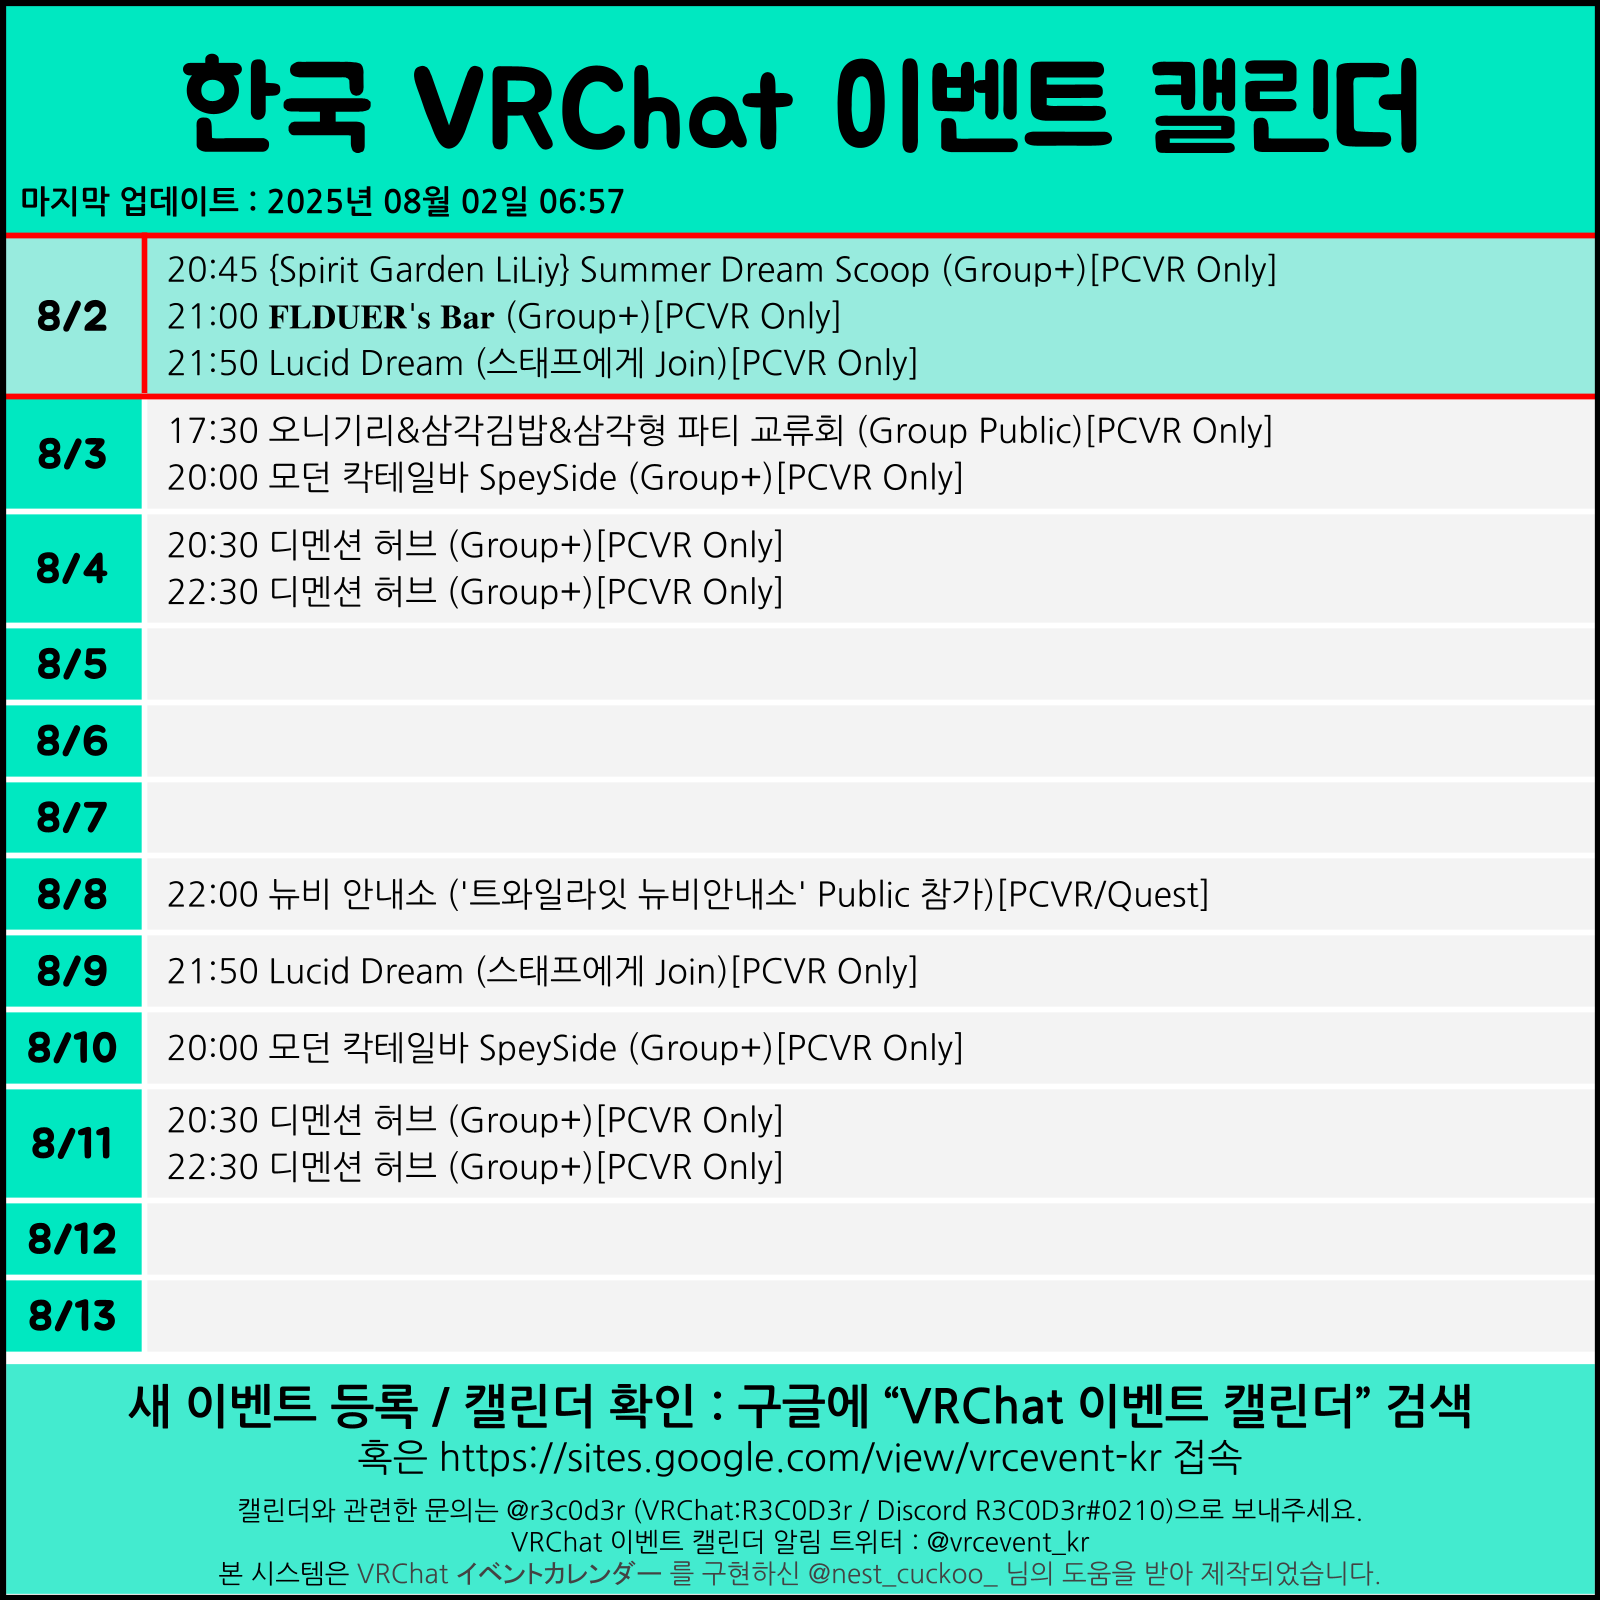 한국 VRChat 이벤트 캘린더
마지막 업데이트 : 2025년 08월 02일 06:57
8/2
20:45 {Spirit Garden LiLiy} Summer Dream Scoop (Group+)[PCVR Only]
21:00 𝐅𝐋𝐃𝐔𝐄𝐑's 𝐁𝐚𝐫 (Group+)[PCVR Only]
21:50 Lucid Dream (스태프에게 Join)[PCVR Only]
8/3
17:30 오니기리&삼각김밥&삼각형 파티 교류회 (Group Public)[PCVR Only]
20:00 모던 칵테일바 SpeySide (Group+)[PCVR Only]
8/4
20:30 디멘션 허브 (Group+)[PCVR Only]
22:30 디멘션 허브 (Group+)[PCVR Only]
8/5
8/6
8/7
8/8
22:00 뉴비 안내소 ('트와일라잇 뉴비안내소' Public 참가)[PCVR/Quest]
8/9
21:50 Lucid Dream (스태프에게 Join)[PCVR Only]
8/10
20:00 모던 칵테일바 SpeySide (Group+)[PCVR Only]
8/11
20:30 디멘션 허브 (Group+)[PCVR Only]
22:30 디멘션 허브 (Group+)[PCVR Only]
8/12
8/13
새 이벤트 등록 / 캘린더 확인 : 구글에 “VRChat 이벤트 캘린더” 검색
혹은 https://sites.google.com/view/vrcevent-kr 접속
캘린더와 관련한 문의는 @r3c0d3r (VRChat:R3C0D3r / Discord R3C0D3r#0210)으로 보내주세요.
VRChat 이벤트 캘린더 알림 트위터 : @vrcevent_kr
본 시스템은 VRChat イベントカレンダー 를 구현하신 @nest_cuckoo_ 님의 도움을 받아 제작되었습니다.